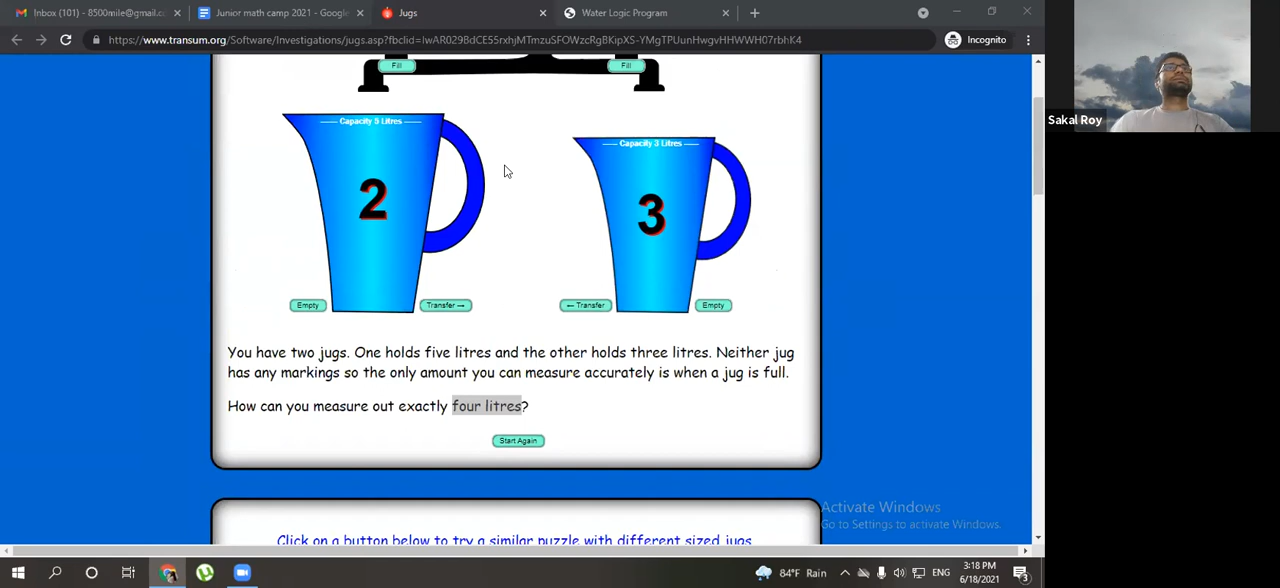 Inbox (101) - 8500mile@gmail.co
Junior math camp 2021 - Google
Jugs
Water Logic Program
https://www.transum.org/Software/Investigations/jugs.asp?fbclid=IwAR029BdCE55rxhjMTmzuSFOWzcRgBKipXS-YMgTPUunHwgvHHWWH07rbhK4
Incognito
Fill
Fill
Capacity 5 Litres
Capacity 3 Litres
2
3
Empty
Transfer →
← Transfer
Empty
You have two jugs. One holds five litres and the other holds three litres. Neither jug
has any markings so the only amount you can measure accurately is when a jug is full.
How can you measure out exactly four litres?
Start Again
Click on a button below to try a similar puzzle with different sized jugs
Activate Windows
Go to Settings to activate Windows.
84°F Rain
ENG
3:18 PM
6/18/2021
3
Sakal Roy